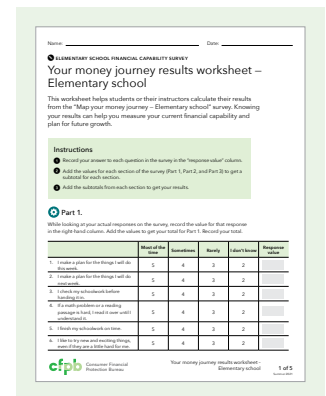 Name: Date:
ELEMENTARY SCHOOL FINANCIAL CAPABILITY SURVEY
Your money journey results worksheet –
Elementary school
This worksheet helps students or their instructors calculate their results
from the "Map your money journey – Elementary school" survey. Knowing
your results can help you measure your current financial capability and
plan for future growth.
Instructions
1 Record your answer to each question in the survey in the "response value" column.
2 Add the values for each section of the survey (Part 1, Part 2, and Part 3) to get a
subtotal for each section.
3 Add the subtotals from each section to get your results.
Part 1.
While looking at your actual responses on the survey, record the value for that response
in the right-hand column. Add the values to get your total for Part 1. Record your total.
Most of the time Sometimes Rarely I don't know Response value
1. I make a plan for the things I will do
this week. 5 4 3 2
2. I make a plan for the things I will do
next week. 5 4 3 2
3. I check my schoolwork before
handing it in. 5 4 3 2
4. If a math problem or a reading
passage is hard, I read it over until I
understand it. 5 4 3 2
5. I finish my schoolwork on time. 5 4 3 2
6. I like to try new and exciting things,
even if they are a little hard for me. 5 4 3 2
cfpb Consumer Financial
Protection Bureau
Your money journey results worksheet –
Elementary school
1 of 5